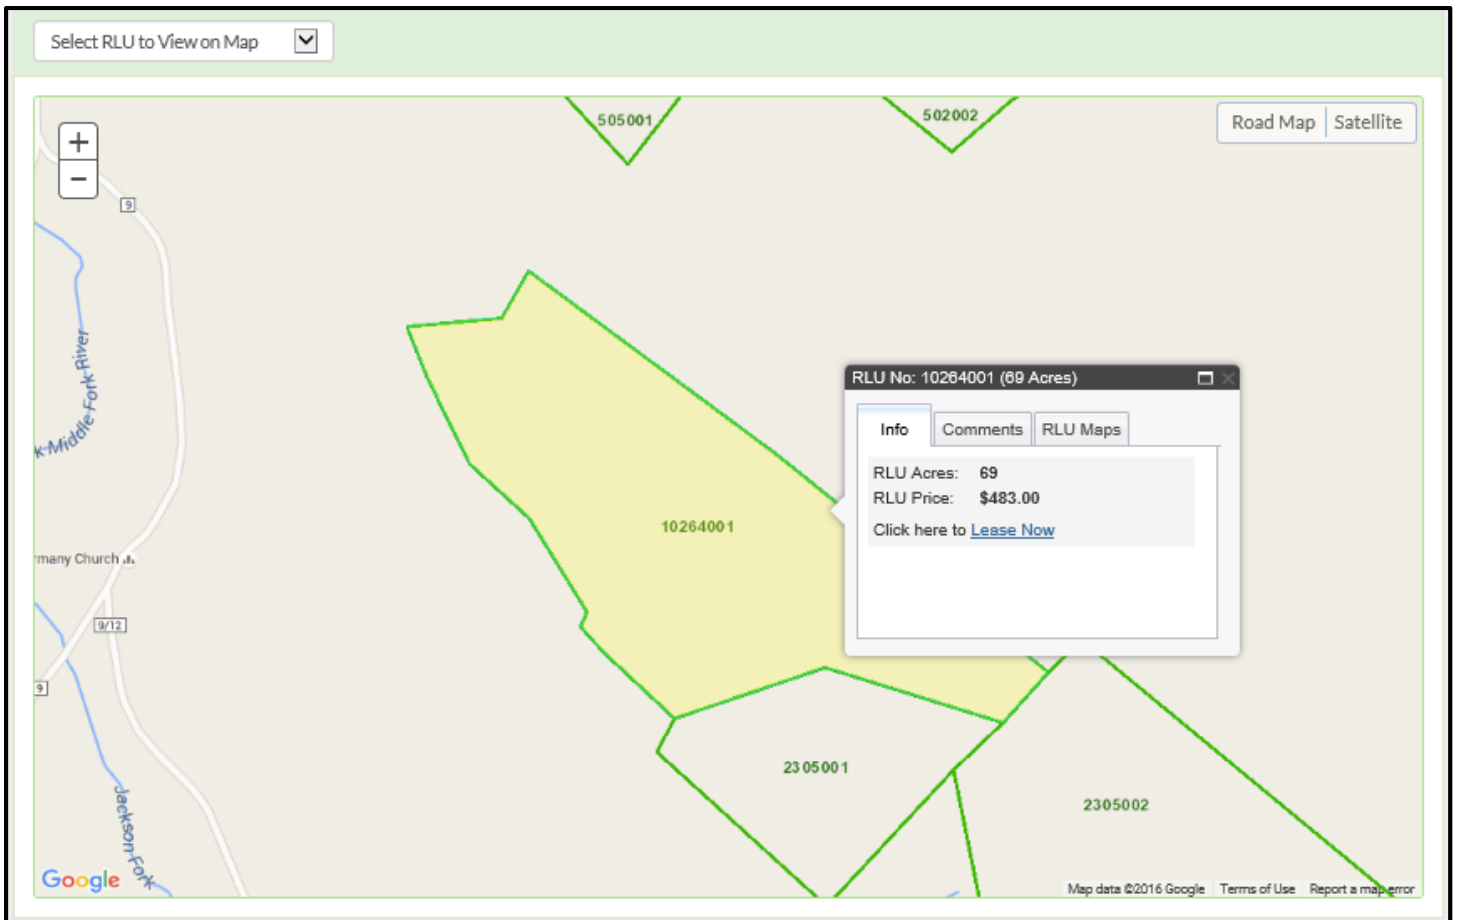 Select RLU to View on Map
505001
502002
Road Map
Satellite
+
−
9
k Middle Fork River
RLU No: 10264001 (69 Acres)
Info
Comments
RLU Maps
RLU Acres: 69
RLU Price: $483.00
Click here to Lease Now
10264001
rmany Church
9/12
9
2305001
2305002
Jackson Fork
Google
Map data ©2016 Google
Terms of Use
Report a map error